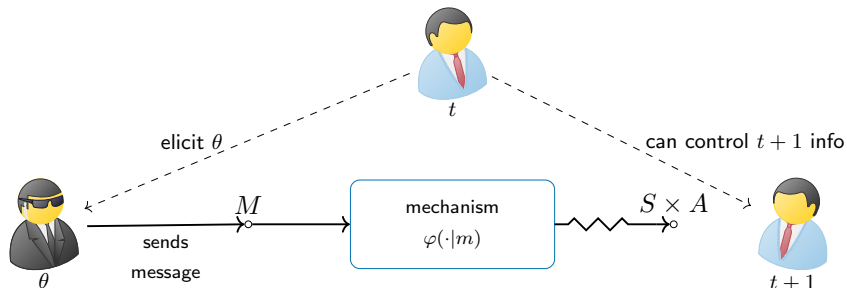 t
elicit θ
can control t + 1 info
M
mechanism
φ(·|m)
S × A
sends
message
θ
t + 1